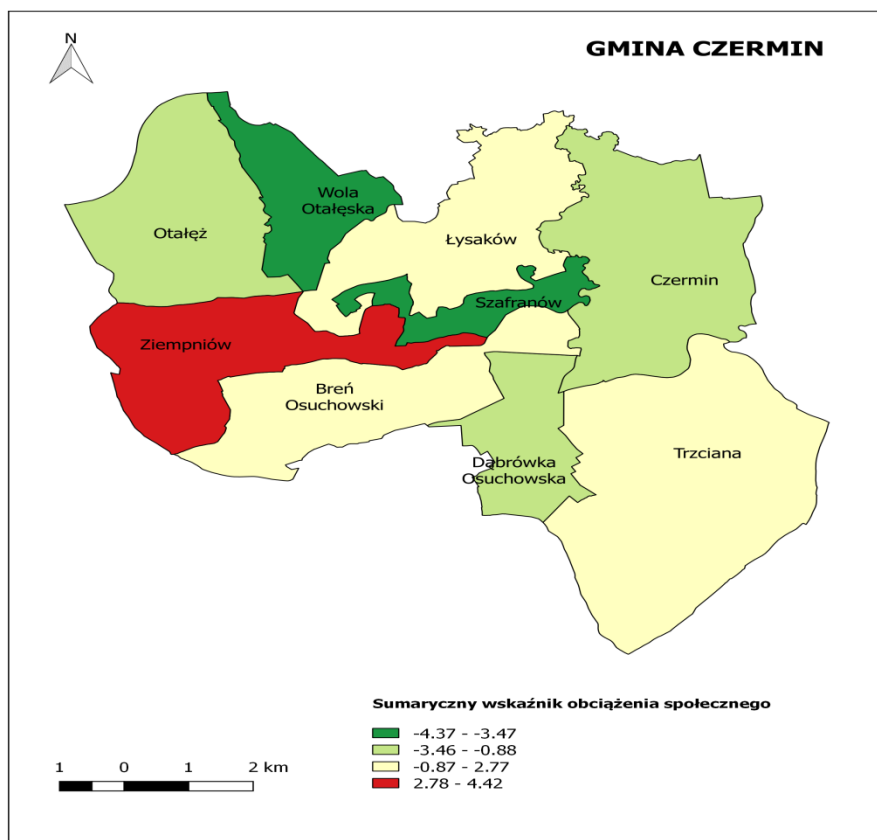 N
GMINA CZERMIN
Wola
Otałęska
Otałęż
Łysaków
Czermin
Szafranów
Ziempniów
Breń
Osuchowski
Trzciana
Dąbrówka
Osuchowska
Sumaryczny wskaźnik obciążenia społecznego
-4.37 - -3.47
-3.46 - -0.88
-0.87 - 2.77
2.78 - 4.42
1 0 1 2 km